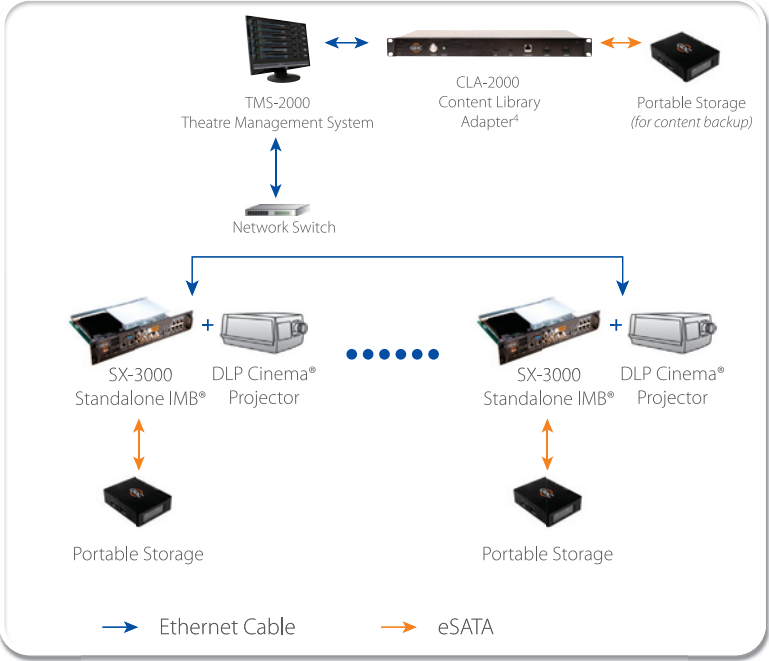 TMS-2000
Theatre Management System
CLA-2000
Content Library
Adapter⁴
Portable Storage
(for content backup)
Network Switch
+
+
SX-3000
Standalone IMB®
DLP Cinema®
Projector
SX-3000
Standalone IMB®
DLP Cinema®
Projector
Portable Storage
Portable Storage
Ethernet Cable
eSATA